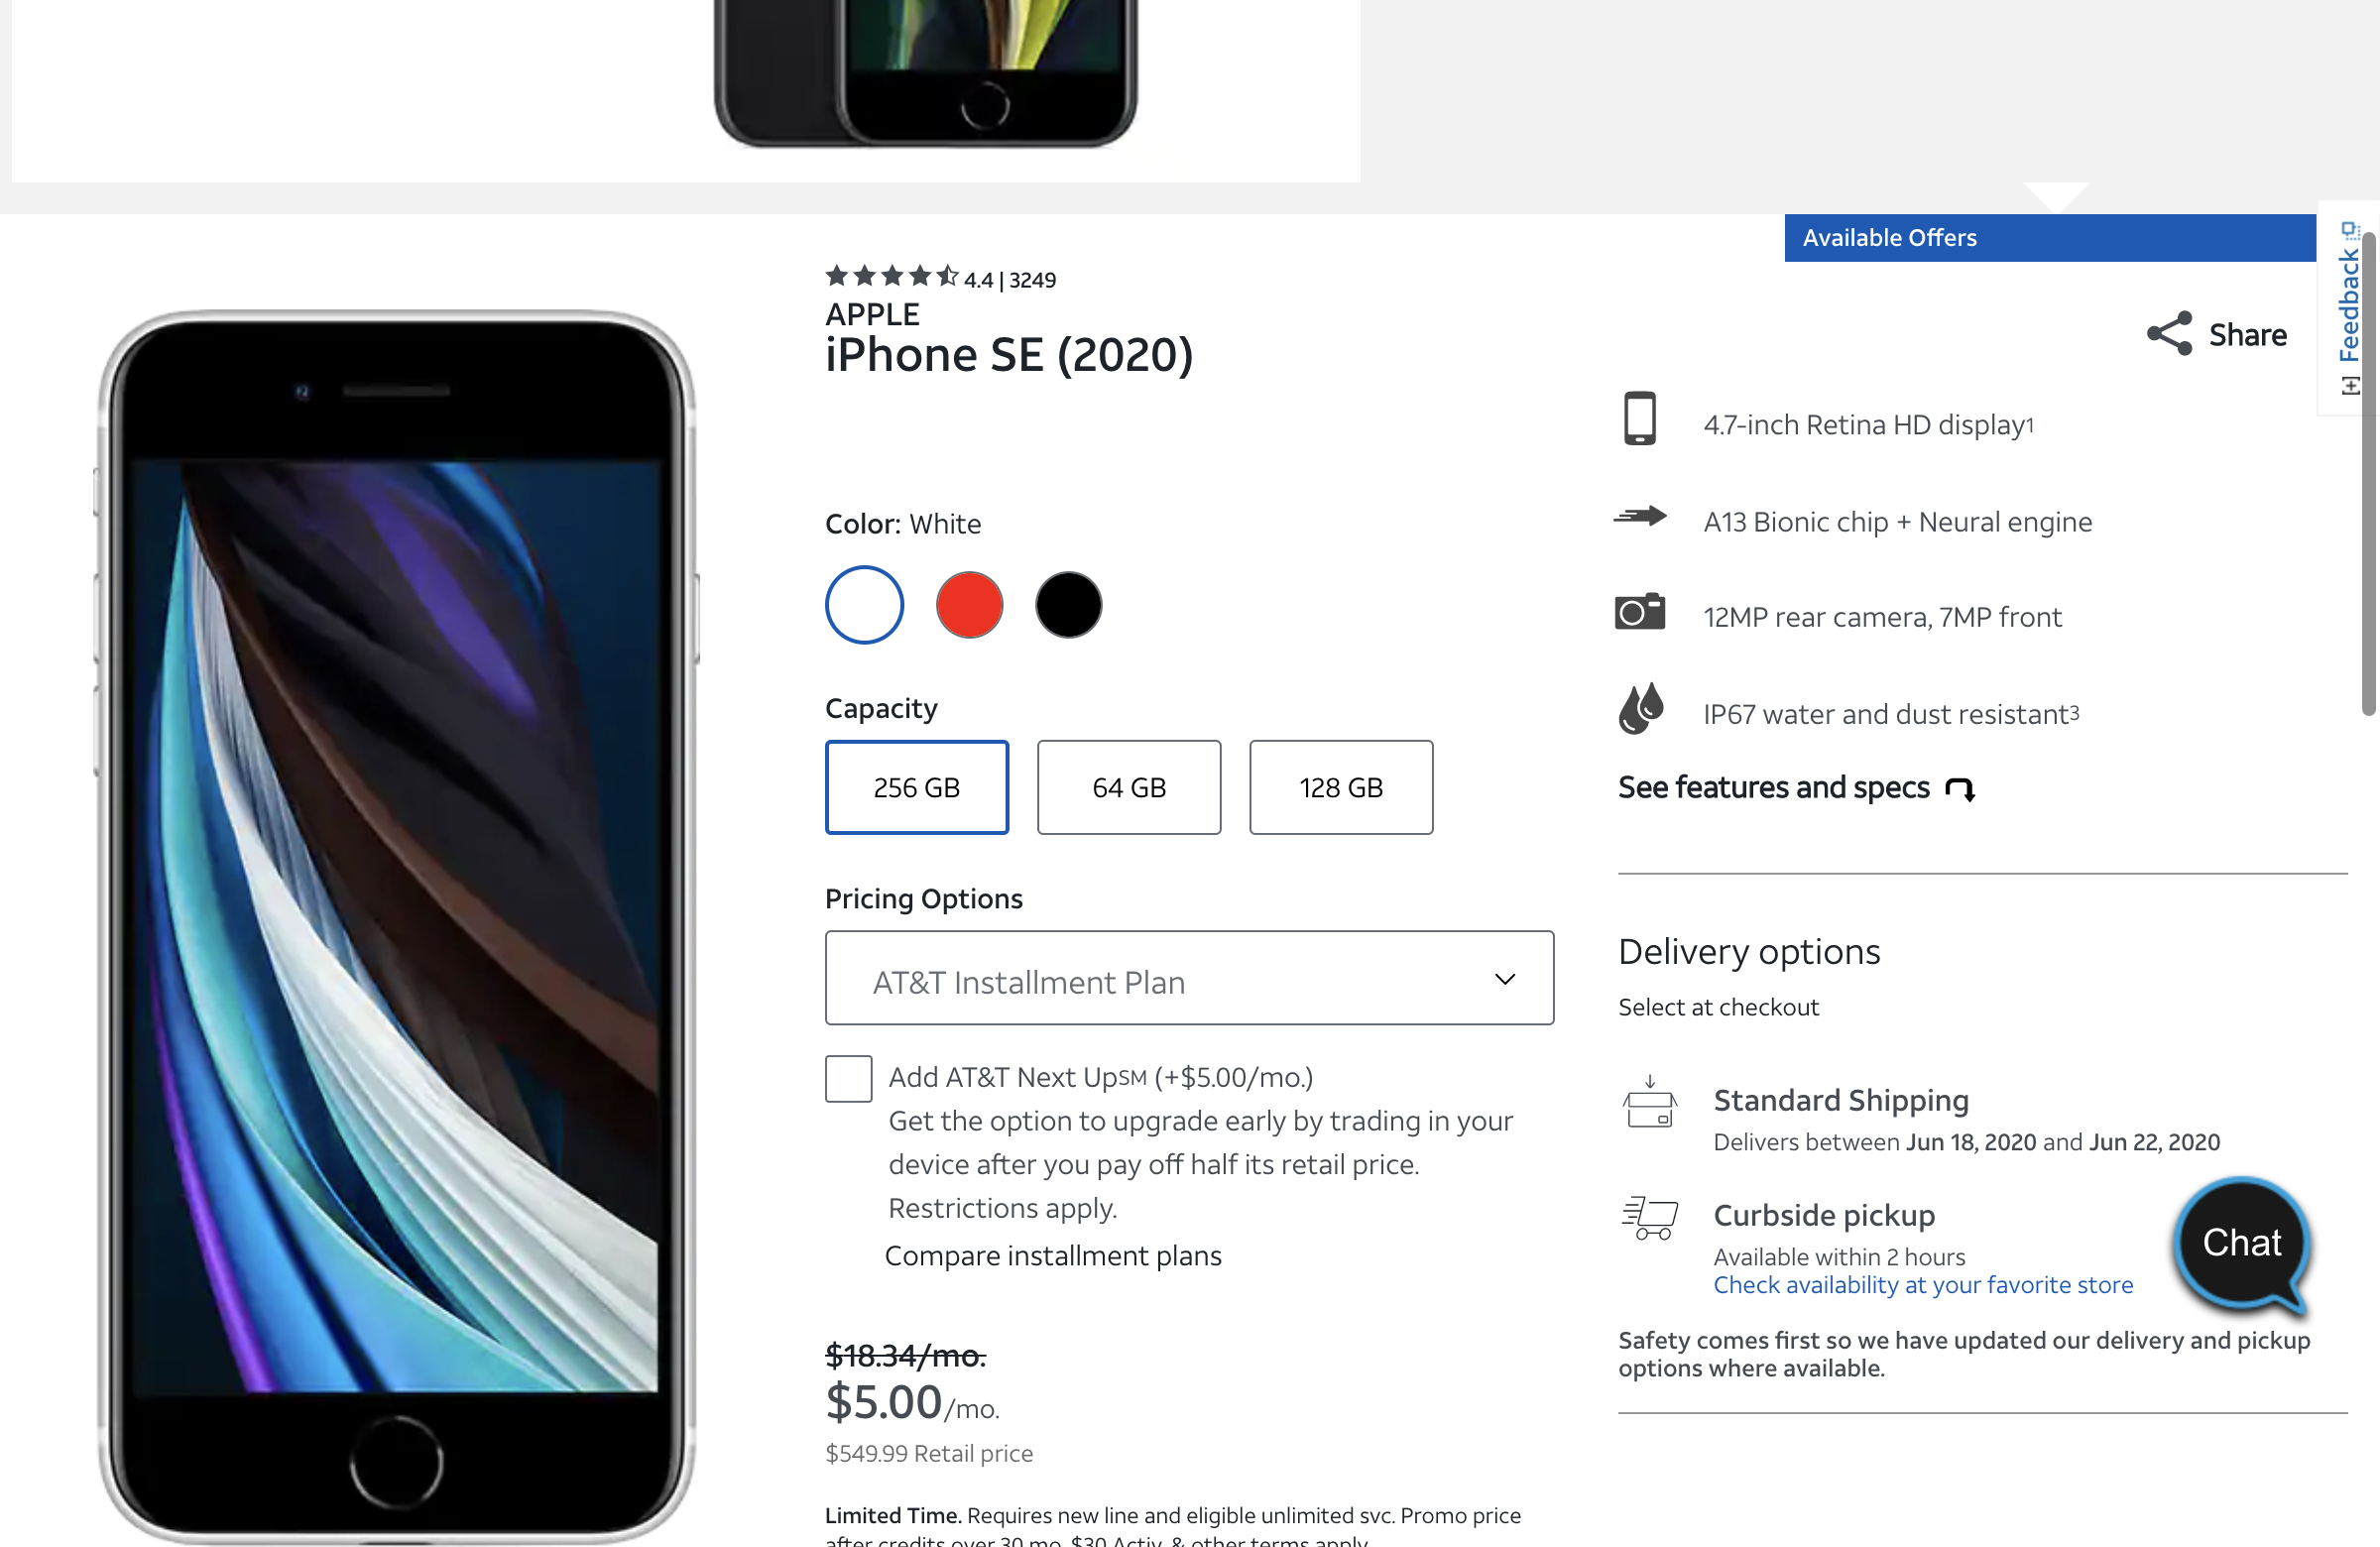 Available Offers
Feedback
4.4 | 3249
APPLE
iPhone SE (2020)
Share
4.7-inch Retina HD display1
A13 Bionic chip + Neural engine
12MP rear camera, 7MP front
IP67 water and dust resistant3
See features and specs
Color: White
Capacity
256 GB
64 GB
128 GB
Pricing Options
AT&T Installment Plan
Add AT&T Next UpSM (+$5.00/mo.)
Get the option to upgrade early by trading in your
device after you pay off half its retail price.
Restrictions apply.
Compare installment plans
$18.34/mo.
$5.00/mo.
$549.99 Retail price
Limited Time. Requires new line and eligible unlimited svc. Promo price
after credits over 30 mo. $30 Activ. & other terms apply.
Delivery options
Select at checkout
Standard Shipping
Delivers between Jun 18, 2020 and Jun 22, 2020
Curbside pickup
Available within 2 hours
Check availability at your favorite store
Chat
Safety comes first so we have updated our delivery and pickup
options where available.